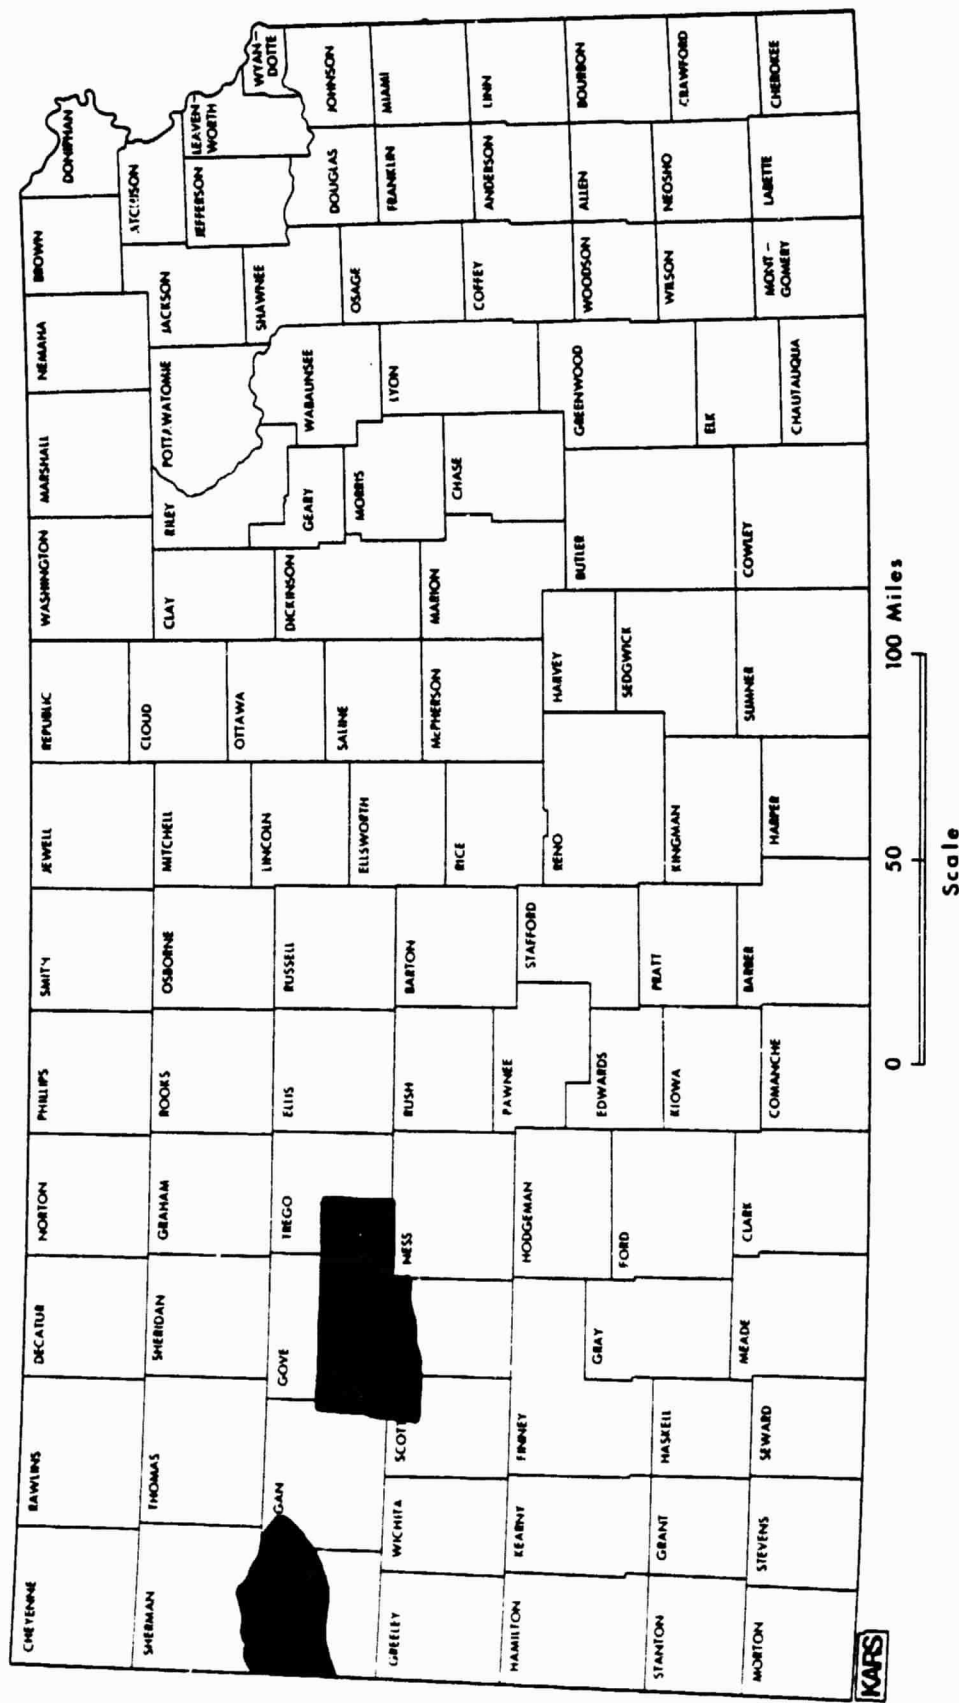 CHEYENNE
RAWLINS
DECATUR
NORTON
PHILLIPS
SMITH
JEWELL
REPUBLIC
WASHINGTON
MARSHALL
NEMAHA
BROWN
DONIPHAN
SHERMAN
THOMAS
SHERIDAN
GRAHAM
ROOKS
OSBORNE
MITCHELL
CLOUD
CLAY
RILEY
POTTAWATOMIE
JACKSON
ATCHISON
JEFFERSON
LEAVEN-
WORTH
WYAN-
DOTTE
GAN
GOVE
TREGO
ELLIS
RUSSELL
LINCOLN
OTTAWA
DICKINSON
GEARY
WABAUNSEE
SHAWNEE
DOUGLAS
JOHNSON
GREELEY
WICHITA
SCOTT
NESS
RUSH
BARTON
ELLSWORTH
SALINE
MORRIS
OSAGE
FRANKLIN
MIAMI
HAMILTON
KEARNY
FINNEY
HODGEMAN
PAWNEE
STAFFORD
RICE
McPHERSON
MARION
CHASE
LYON
COFFEY
ANDERSON
LINN
GRAY
FORD
EDWARDS
RENO
HARVEY
BUTLER
GREENWOOD
WOODSON
ALLEN
BOURBON
STANTON
GRANT
HASKELL
KIOWA
PRATT
KINGMAN
SEDGWICK
ELK
WILSON
NEOSHO
CRAWFORD
MORTON
STEVENS
SEWARD
MEADE
CLARK
COMANCHE
BARBER
HARPER
SUMNER
COWLEY
CHAUTAUQUA
MONT-
GOMERY
LABETTE
CHEROKEE
KARS
0 50 100 Miles
Scale